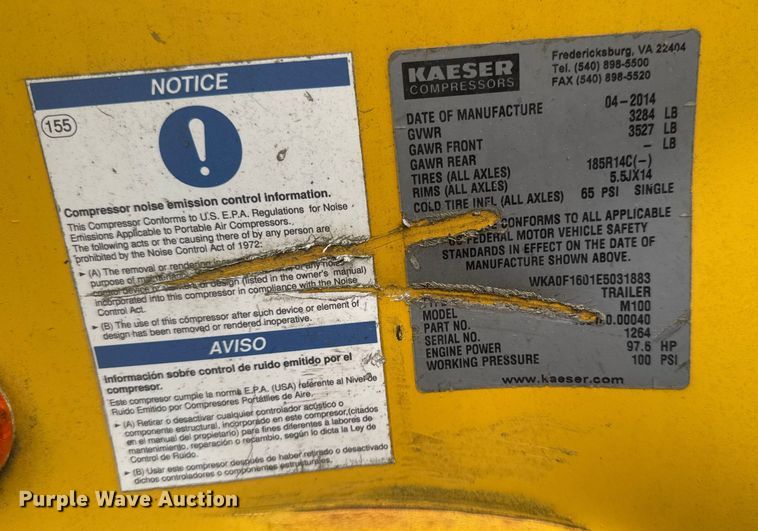 NOTICE
155
Compressor noise emission control information.
This Compressor Conforms to U.S. E.P.A. Regulations for Noise
Emissions Applicable to Portable Air Compressors.
The following acts or the causing there of by any person are
prohibited by the Noise Control Act of 1972:
(A) The removal or rendering
purpose of of any noise
control device or of design (listed in the owner's manual)
incorporated into this compressor in compliance with the Noise
Control Act.
(B) The use of this compressor after such device or element of
design has been removed or rendered inoperative.
AVISO
Información sobre control de ruido emitido por el
compresor.
Este compresor cumple la norma E.P.A. (USA) referente al Nivel de
Ruido Emitido por Compresores Portátiles de Aire.
(A) Retirar o desactivar cualquier controlador acústico o
componente estructural, incorporado en este compresor,(citados
en el manual del propietario) para fines diferentes a labores de
mantenimiento, reparación o recambio, según lo dicta la Ley de
Control de Ruido.
(B) Usar este compresor después de haber retirado o desactivado
dichos controladores o componentes estructurales.
KAESER
COMPRESSORS
Fredericksburg, VA 22404
Tel. (540) 898-5500
FAX (540) 898-5520
DATE OF MANUFACTURE 04-2014
GVWR 3284 LB
GAWR FRONT 3527 LB
GAWR REAR - LB
TIRES (ALL AXLES) 185R14C(-)
RIMS (ALL AXLES) 5.5JX14
COLD TIRE INFL (ALL AXLES) 65 PSI SINGLE
CONFORMS TO ALL APPLICABLE
FEDERAL MOTOR VEHICLE SAFETY
STANDARDS IN EFFECT ON THE DATE OF
MANUFACTURE SHOWN ABOVE.
WKA0F1601E5031883
TRAILER
MODEL M100
PART NO. .00040
SERIAL NO. 1264
ENGINE POWER 97.6 HP
WORKING PRESSURE 100 PSI
www.kaeser.com
Purple Wave Auction